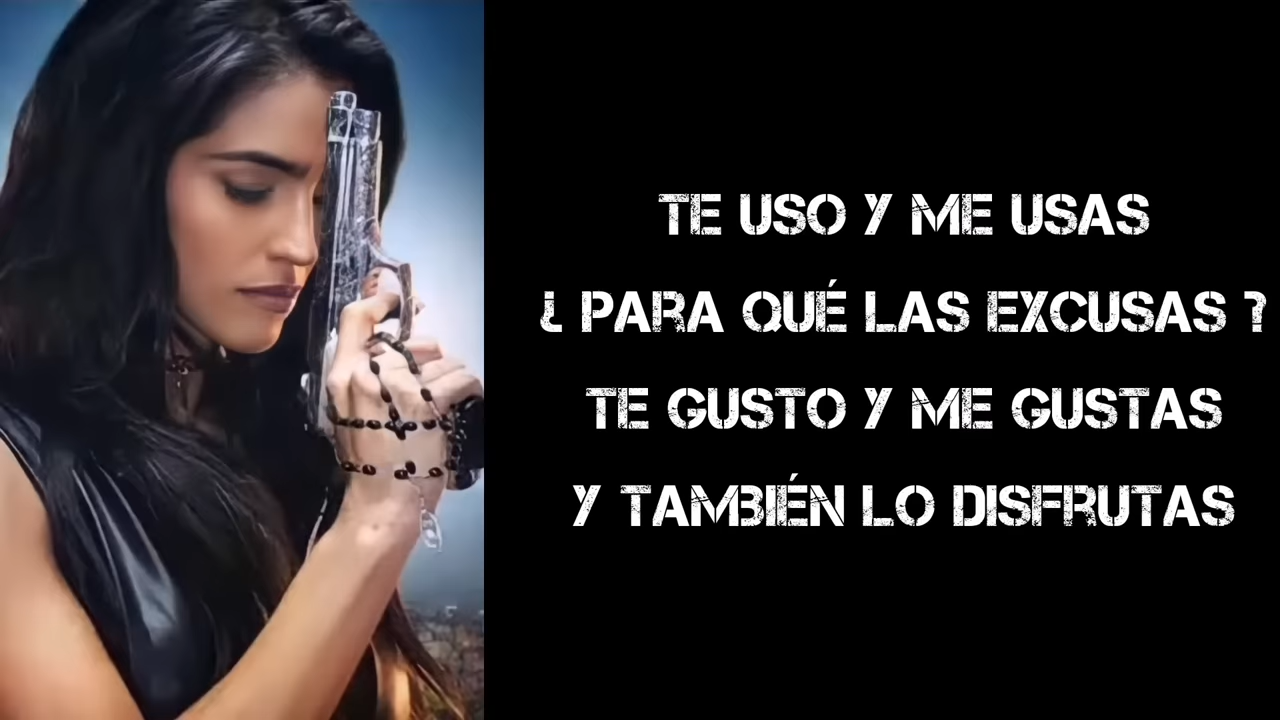 TE USO Y ME USAS
¿ PARA QUÉ LAS EXCUSAS ?
TE GUSTO Y ME GUSTAS
Y TAMBIÉN LO DISFRUTAS